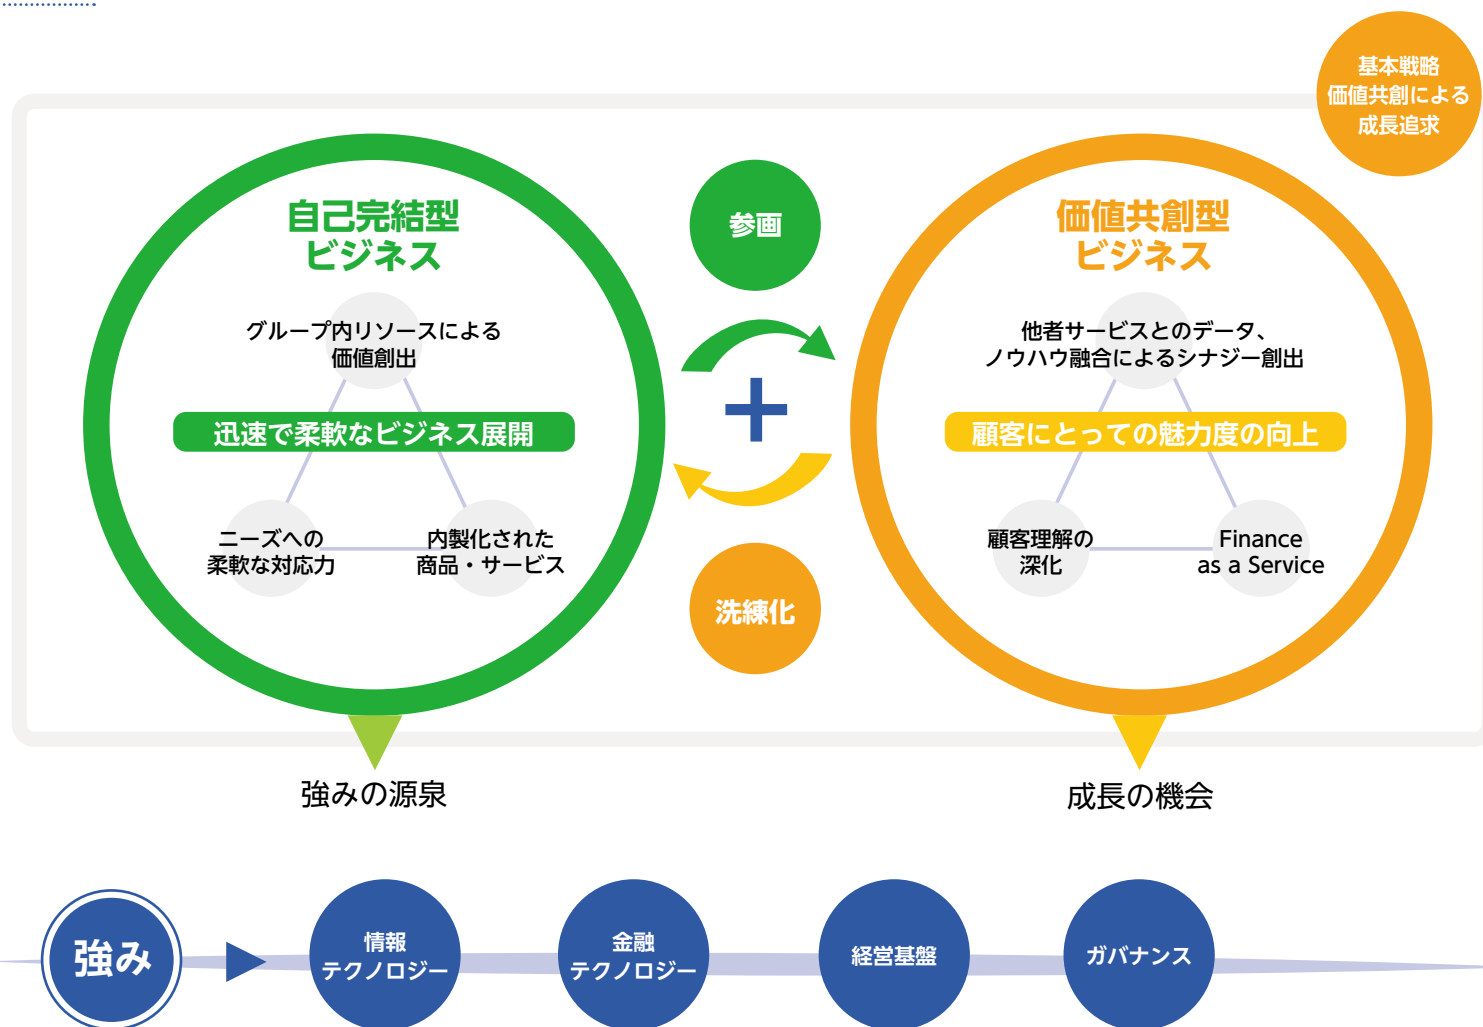 基本戦略
価値共創による
成長追求
自己完結型
ビジネス
グループ内リソースによる
価値創出
迅速で柔軟なビジネス展開
ニーズへの
柔軟な対応力
内製化された
商品・サービス
参画
洗練化
価値共創型
ビジネス
他者サービスとのデータ、
ノウハウ融合によるシナジー創出
顧客にとっての魅力度の向上
顧客理解の
深化
Finance
as a Service
強みの源泉
成長の機会
強み
情報
テクノロジー
金融
テクノロジー
経営基盤
ガバナンス